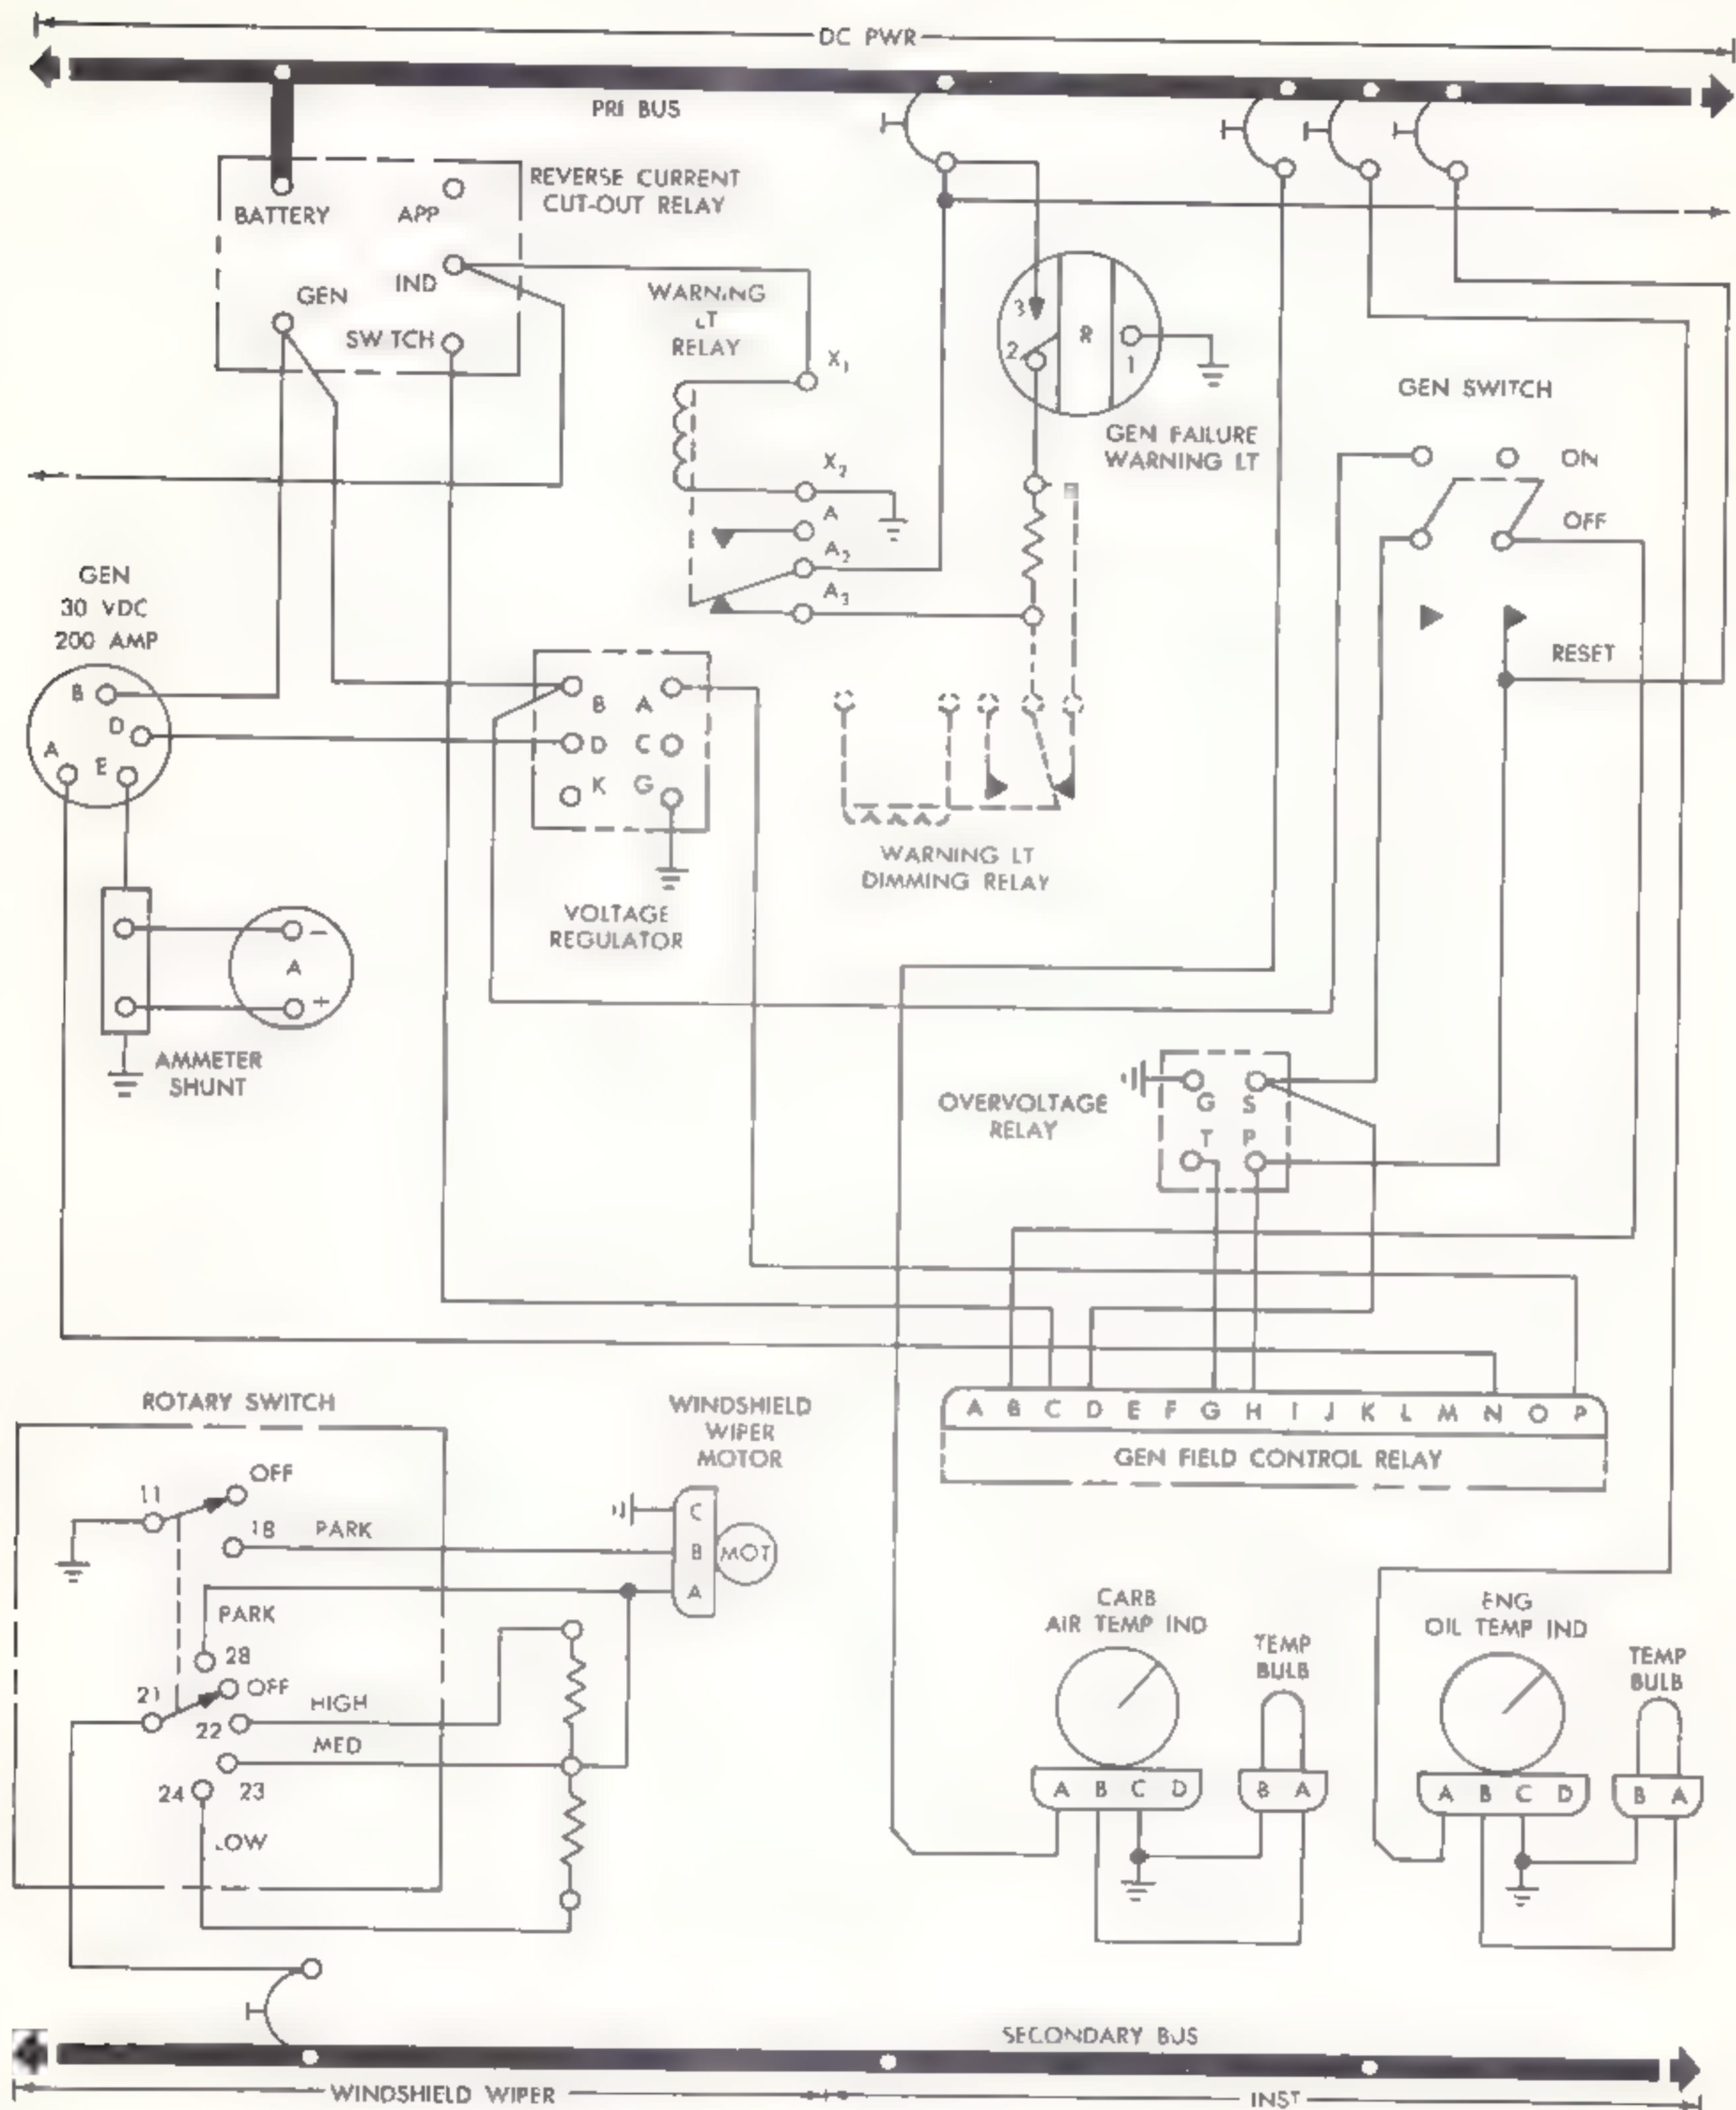 DC PWR
PRI BUS
REVERSE CURRENT
CUT-OUT RELAY
BATTERY
APP
IND
GEN
SW TCH
WARNING
LT
RELAY
X1
X2
A
A2
A3
3
2
R
1
GEN FAILURE
WARNING LT
GEN SWITCH
ON
OFF
RESET
GEN
30 VDC
200 AMP
B
D
A
E
B A
D C
K G
VOLTAGE
REGULATOR
WARNING LT
DIMMING RELAY
−
A
+
AMMETER
SHUNT
OVERVOLTAGE
RELAY
G S
T P
A B C D E F G H I J K L M N O P
GEN FIELD CONTROL RELAY
ROTARY SWITCH
OFF
11
18 PARK
PARK
28
OFF
21
22
HIGH
MED
24
23
LOW
WINDSHIELD
WIPER
MOTOR
C
B
A
MOT
CARB
AIR TEMP IND
TEMP
BULB
A B C D
B A
ENG
OIL TEMP IND
TEMP
BULB
A B C D
B A
SECONDARY BUS
WINDSHIELD WIPER
INST